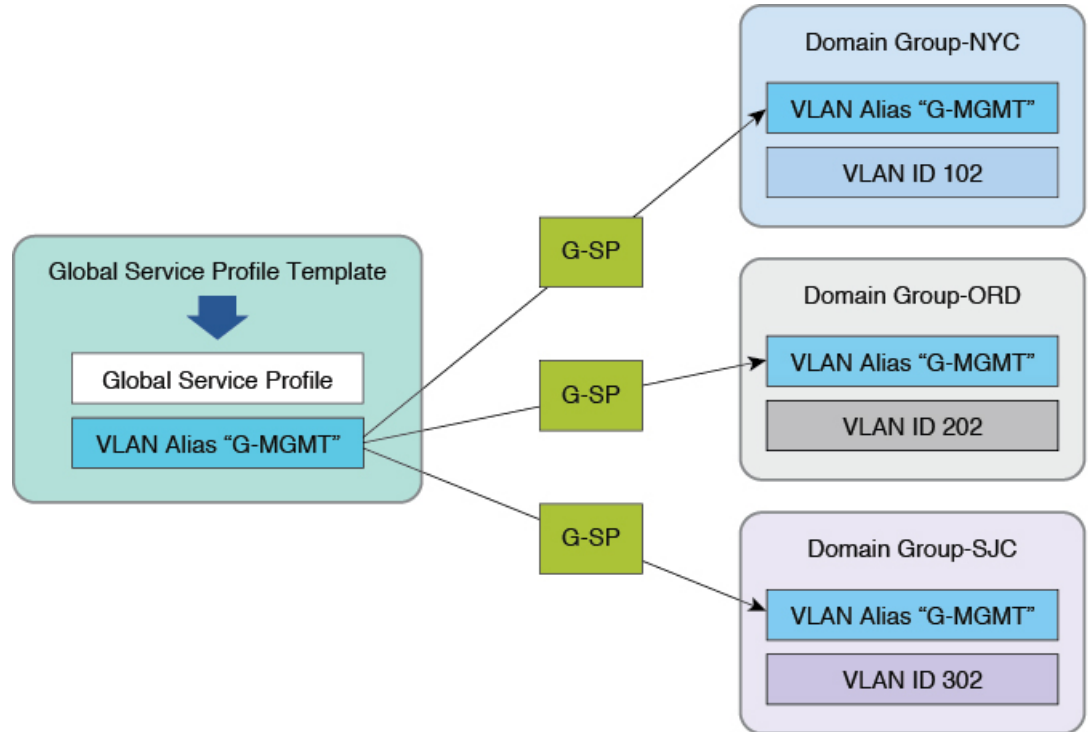 Global Service Profile Template
Global Service Profile
VLAN Alias “G-MGMT”
G-SP
G-SP
G-SP
Domain Group-NYC
VLAN Alias “G-MGMT”
VLAN ID 102
Domain Group-ORD
VLAN Alias “G-MGMT”
VLAN ID 202
Domain Group-SJC
VLAN Alias “G-MGMT”
VLAN ID 302